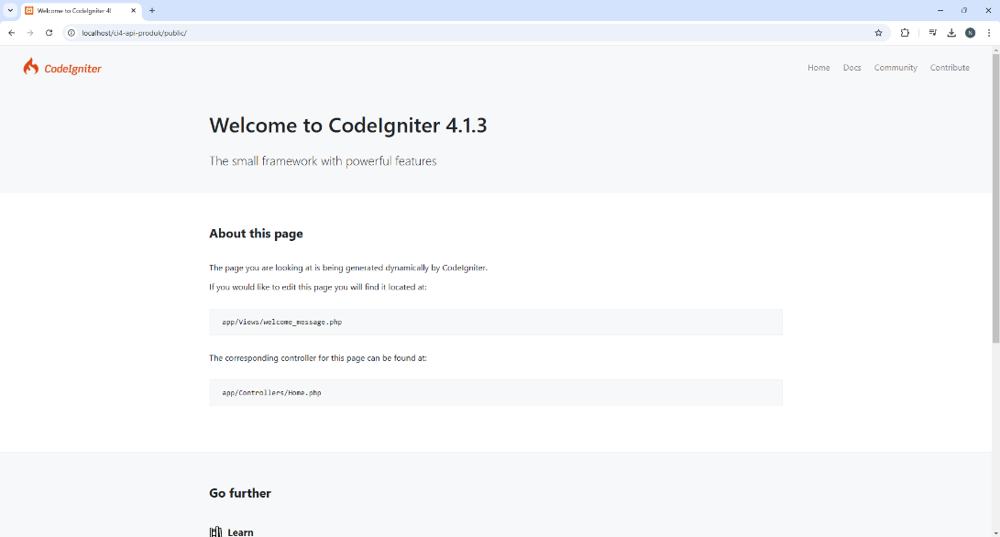 Welcome to CodeIgniter 4!
localhost/ci4-api-produk/public/
N
CodeIgniter
Home Docs Community Contribute
Welcome to CodeIgniter 4.1.3
The small framework with powerful features
About this page
The page you are looking at is being generated dynamically by CodeIgniter.
If you would like to edit this page you will find it located at:
app/Views/welcome_message.php
The corresponding controller for this page can be found at:
app/Controllers/Home.php
Go further
Learn